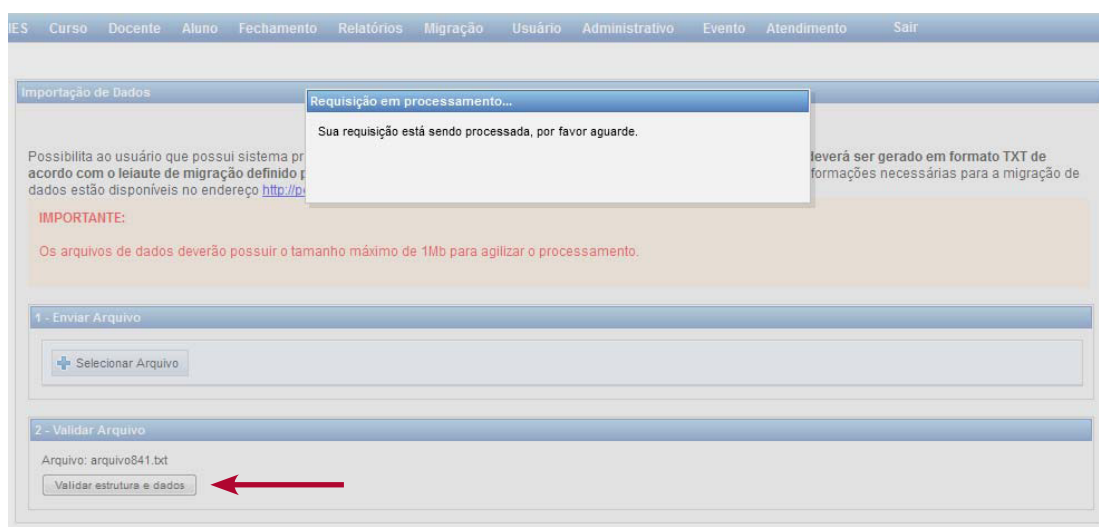 IES Curso Docente Aluno Fechamento Relatórios Migração Usuário Administrativo Evento Atendimento Sair
Importação de Dados
Requisição em processamento...
Sua requisição está sendo processada, por favor aguarde.
Possibilita ao usuário que possui sistema pr deverá ser gerado em formato TXT de
acordo com o leiaute de migração definido p formações necessárias para a migração de
dados estão disponíveis no endereço http://p
IMPORTANTE:
Os arquivos de dados deverão possuir o tamanho máximo de 1Mb para agilizar o processamento.
1 - Enviar Arquivo
Selecionar Arquivo
2 - Validar Arquivo
Arquivo: arquivo841.txt
Validar estrutura e dados